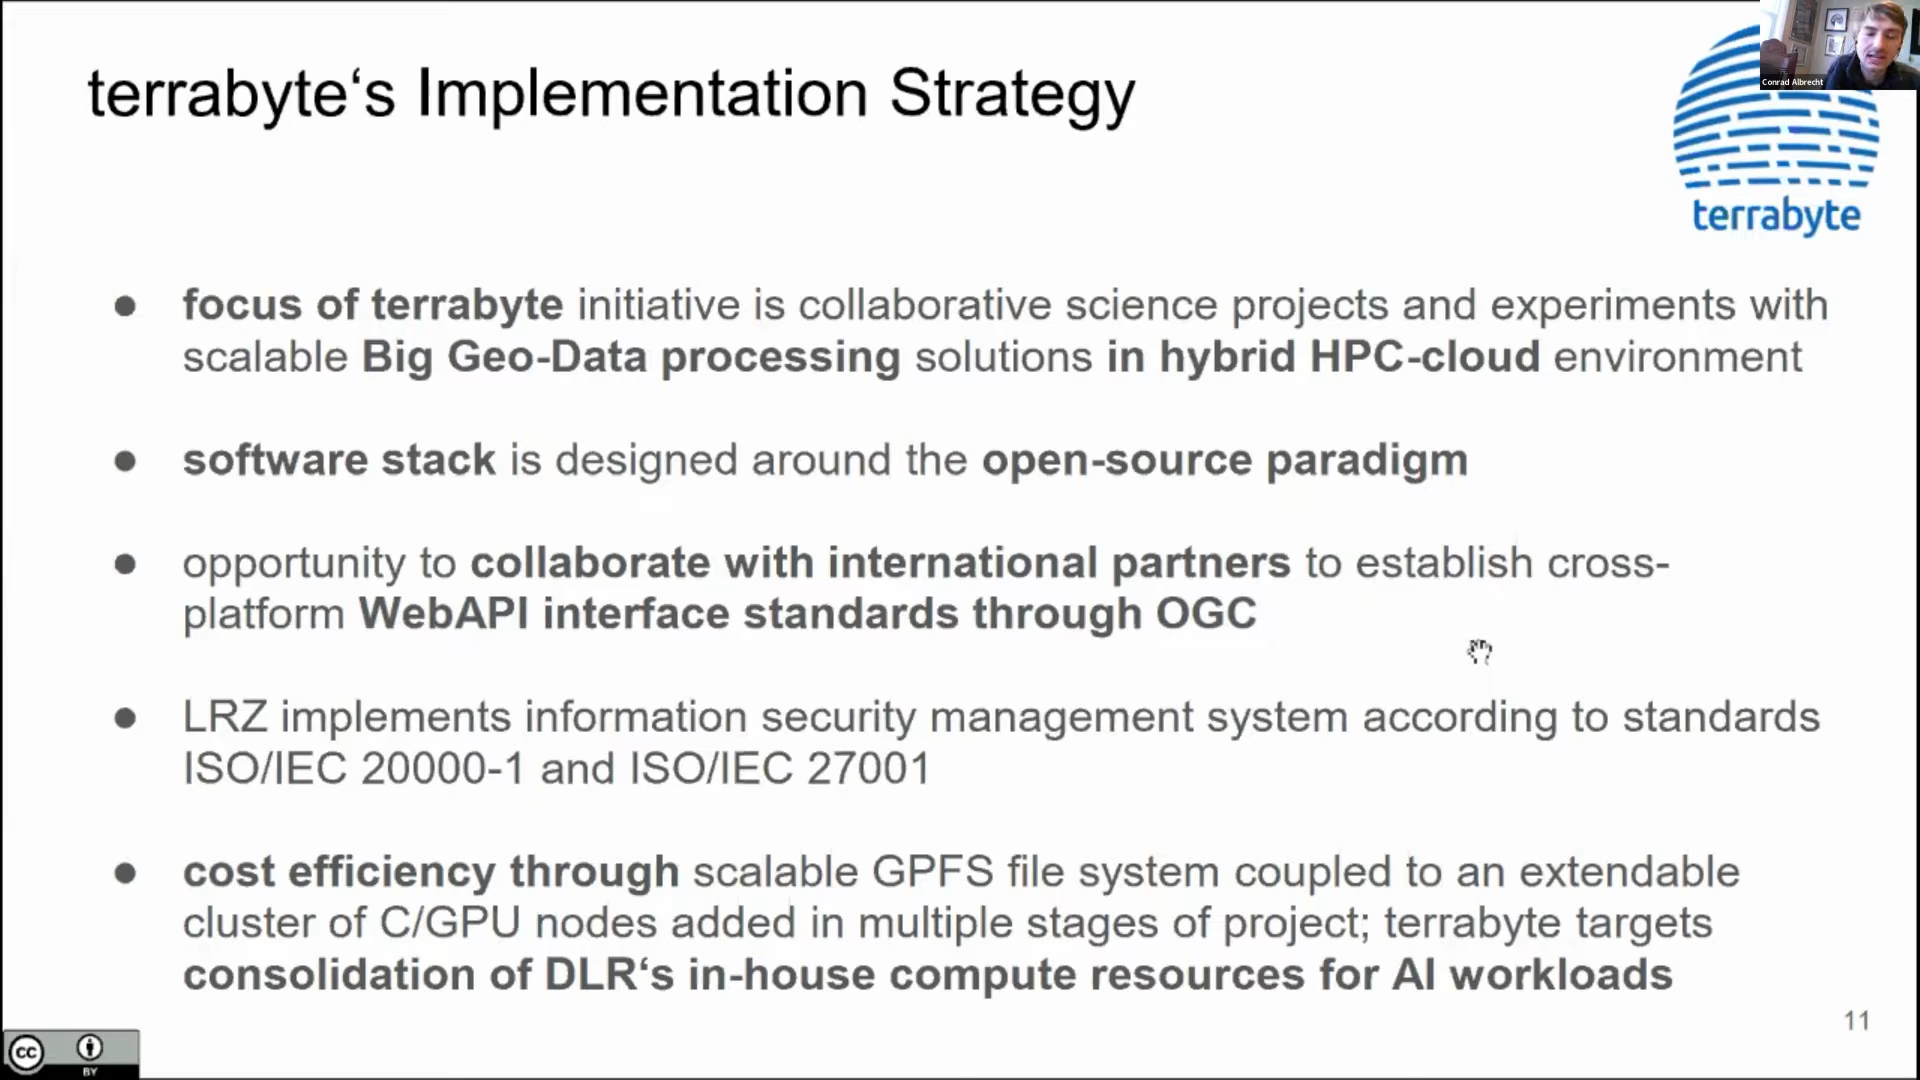 Conrad Albrecht
terrabyte‘s Implementation Strategy
terrabyte
● focus of terrabyte initiative is collaborative science projects and experiments with
scalable Big Geo-Data processing solutions in hybrid HPC-cloud environment
● software stack is designed around the open-source paradigm
● opportunity to collaborate with international partners to establish cross-
platform WebAPI interface standards through OGC
● LRZ implements information security management system according to standards
ISO/IEC 20000-1 and ISO/IEC 27001
● cost efficiency through scalable GPFS file system coupled to an extendable
cluster of C/GPU nodes added in multiple stages of project; terrabyte targets
consolidation of DLR‘s in-house compute resources for AI workloads
11
cc
BY